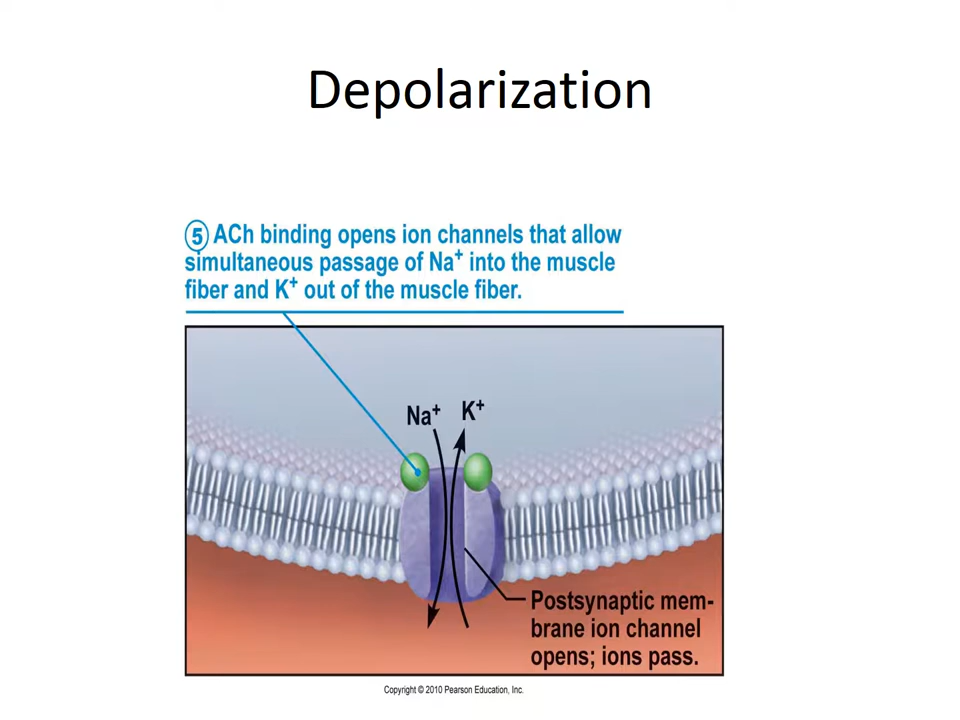 Depolarization
⑤ ACh binding opens ion channels that allow
simultaneous passage of Na⁺ into the muscle
fiber and K⁺ out of the muscle fiber.
Na⁺ K⁺
Postsynaptic mem-
brane ion channel
opens; ions pass.
Copyright © 2010 Pearson Education, Inc.